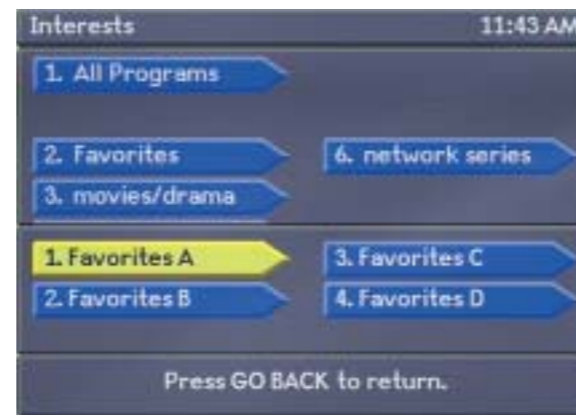 Interests 11:43 AM
1. All Programs
2. Favorites 6. network series
3. movies/drama
1. Favorites A 3. Favorites C
2. Favorites B 4. Favorites D
Press GO BACK to return.